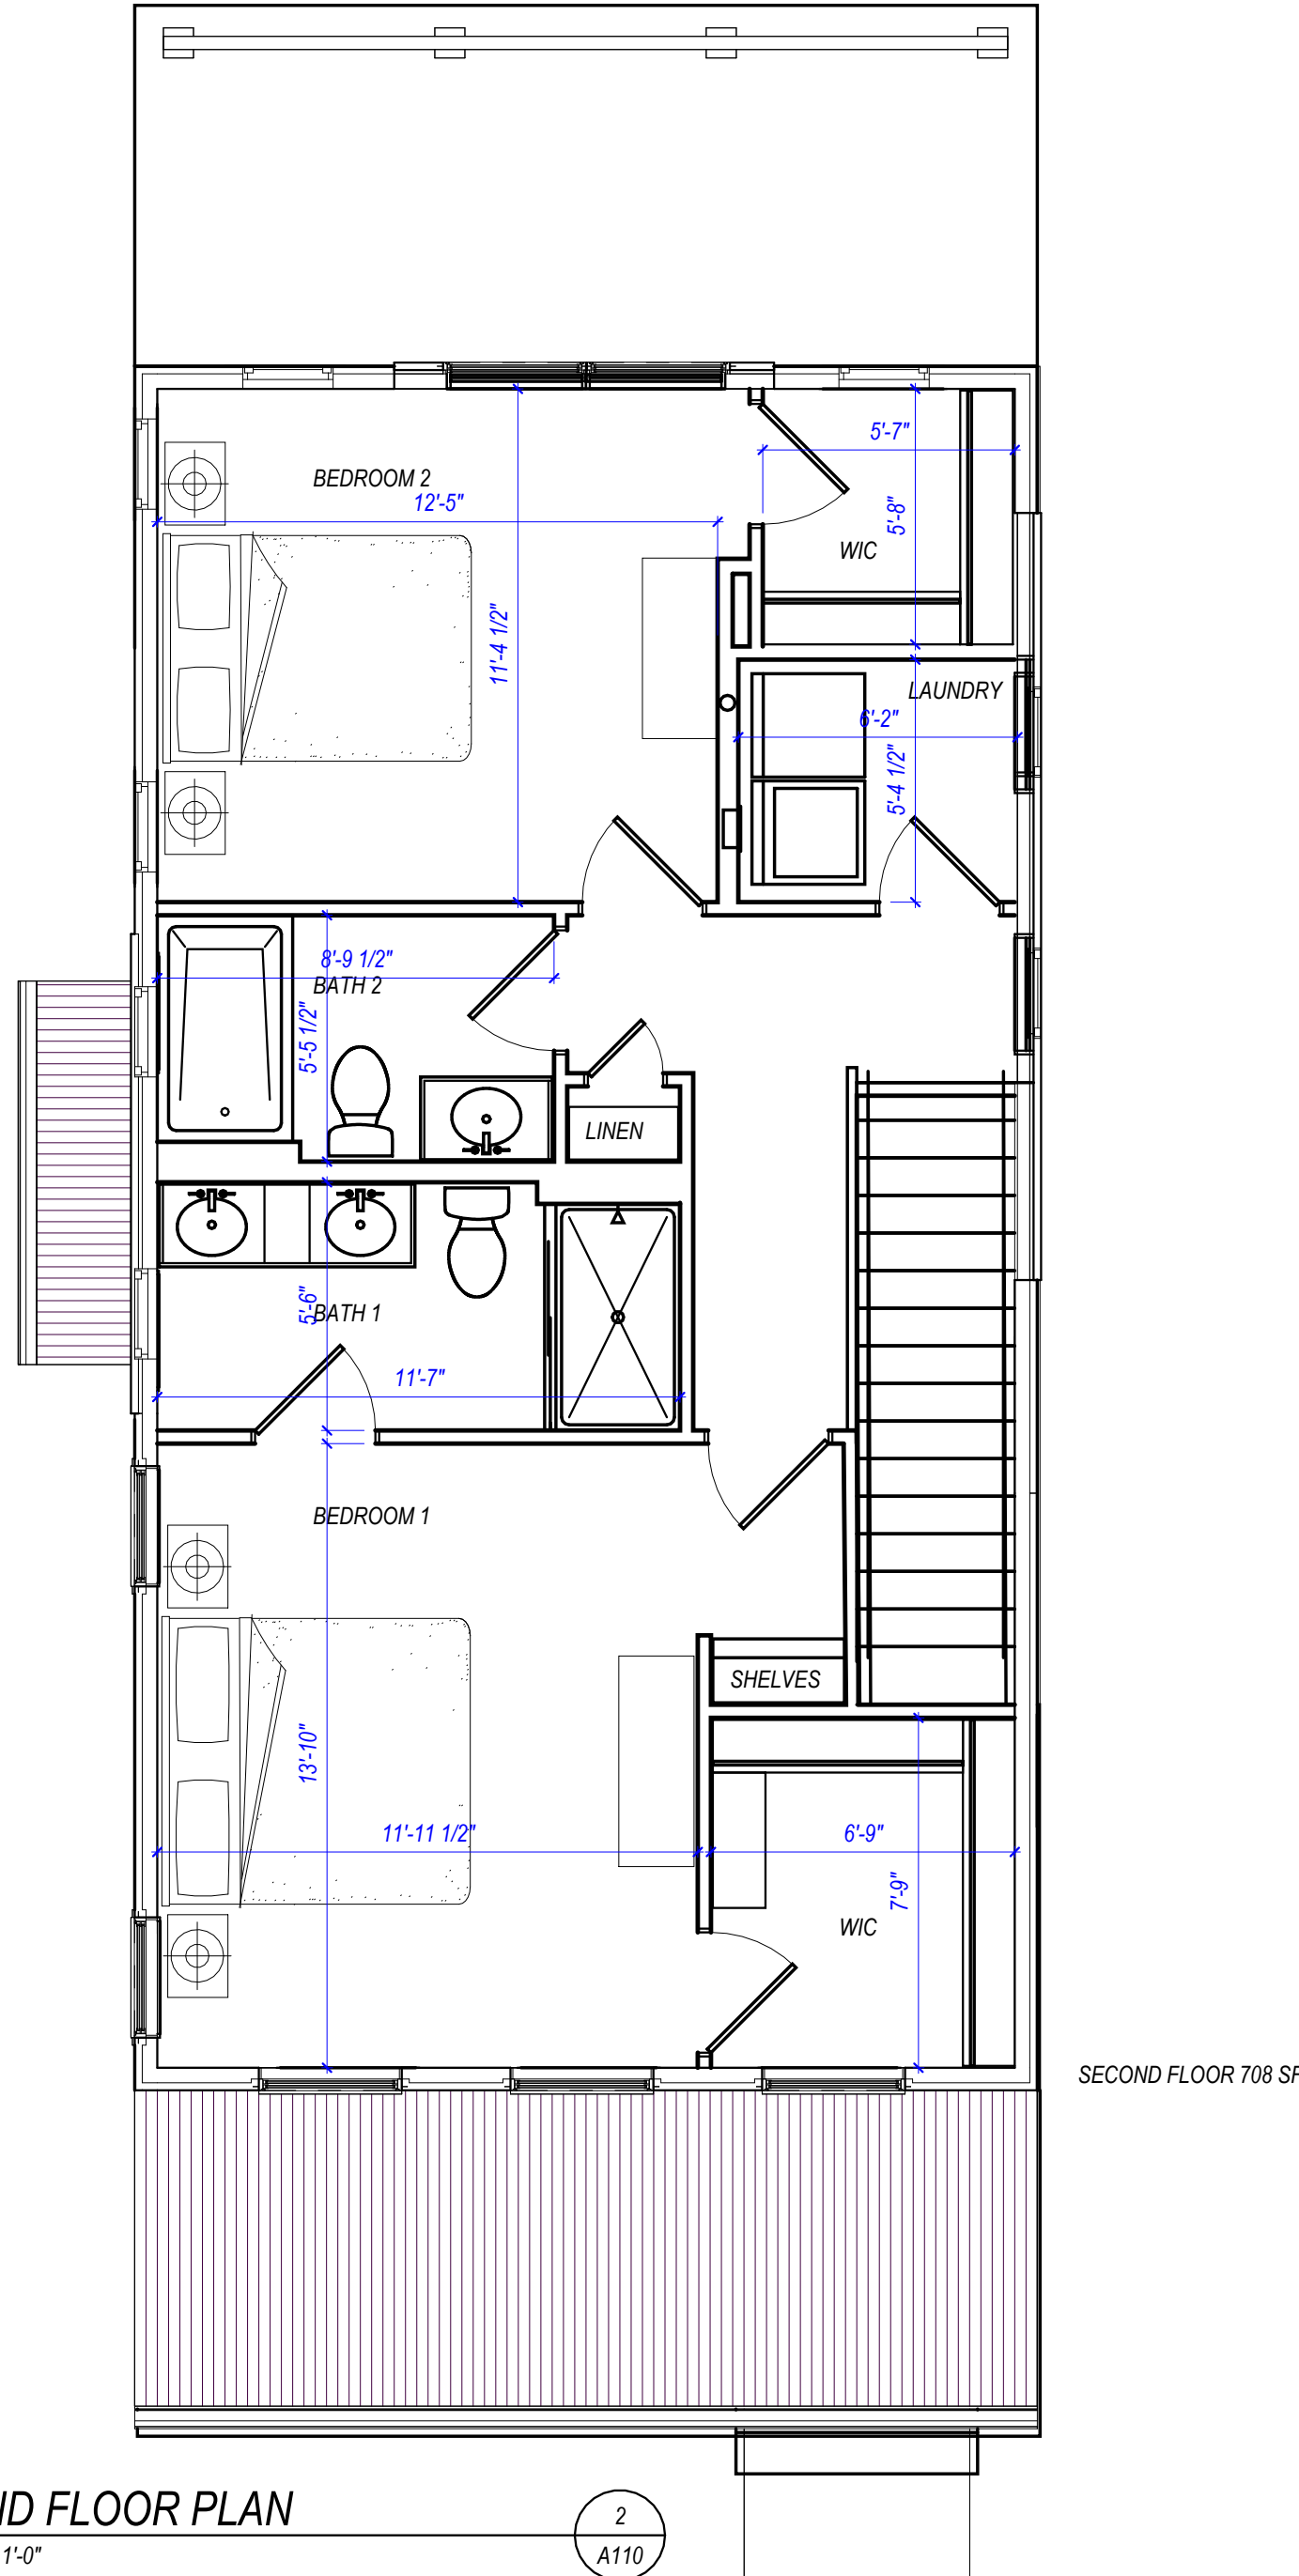 5'-7"
BEDROOM 2
12'-5"
5'-8"
WIC
11'-4 1/2"
LAUNDRY
6'-2"
5'-4 1/2"
8'-9 1/2"
BATH 2
5'-5 1/2"
LINEN
5'-6"
BATH 1
11'-7"
BEDROOM 1
SHELVES
13'-10"
11'-11 1/2"
6'-9"
7'-9"
WIC
SECOND FLOOR 708
FLOOR PLAN
2
1'-0"
A110